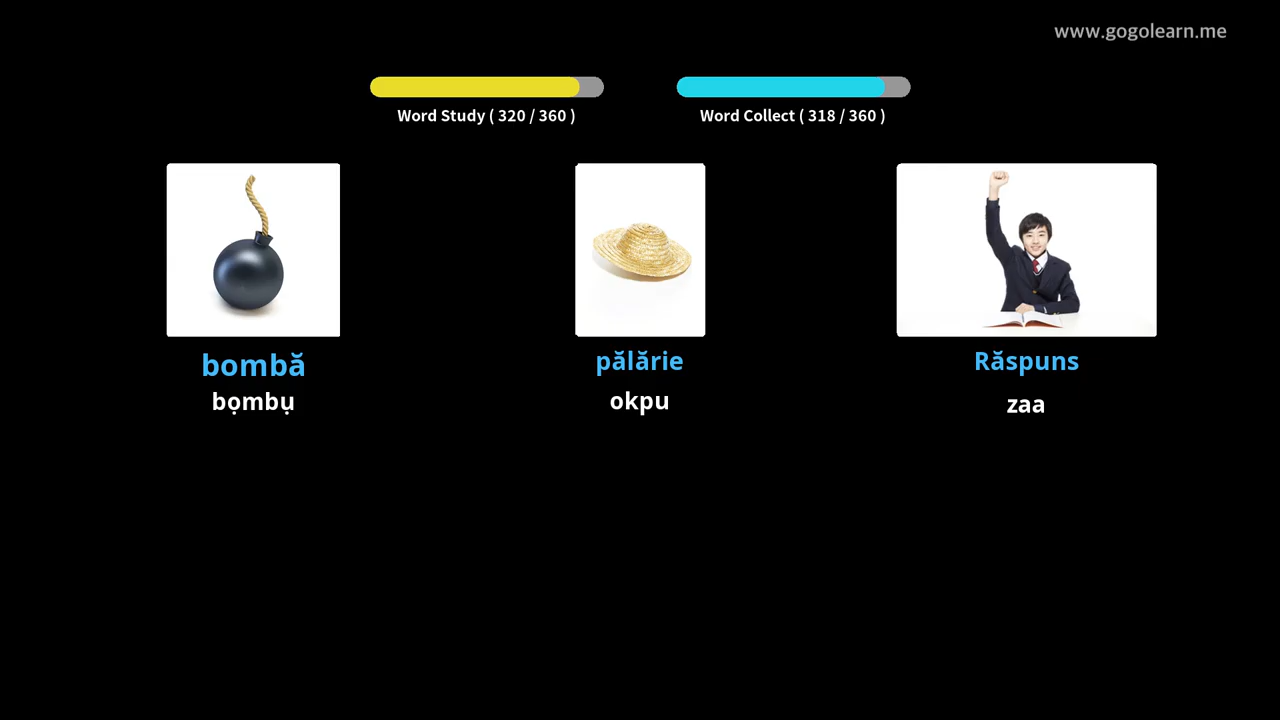 www.gogolearn.me
Word Study ( 320 / 360 )
Word Collect ( 318 / 360 )
bombă
pălărie
Răspuns
bọmbụ
okpu
zaa